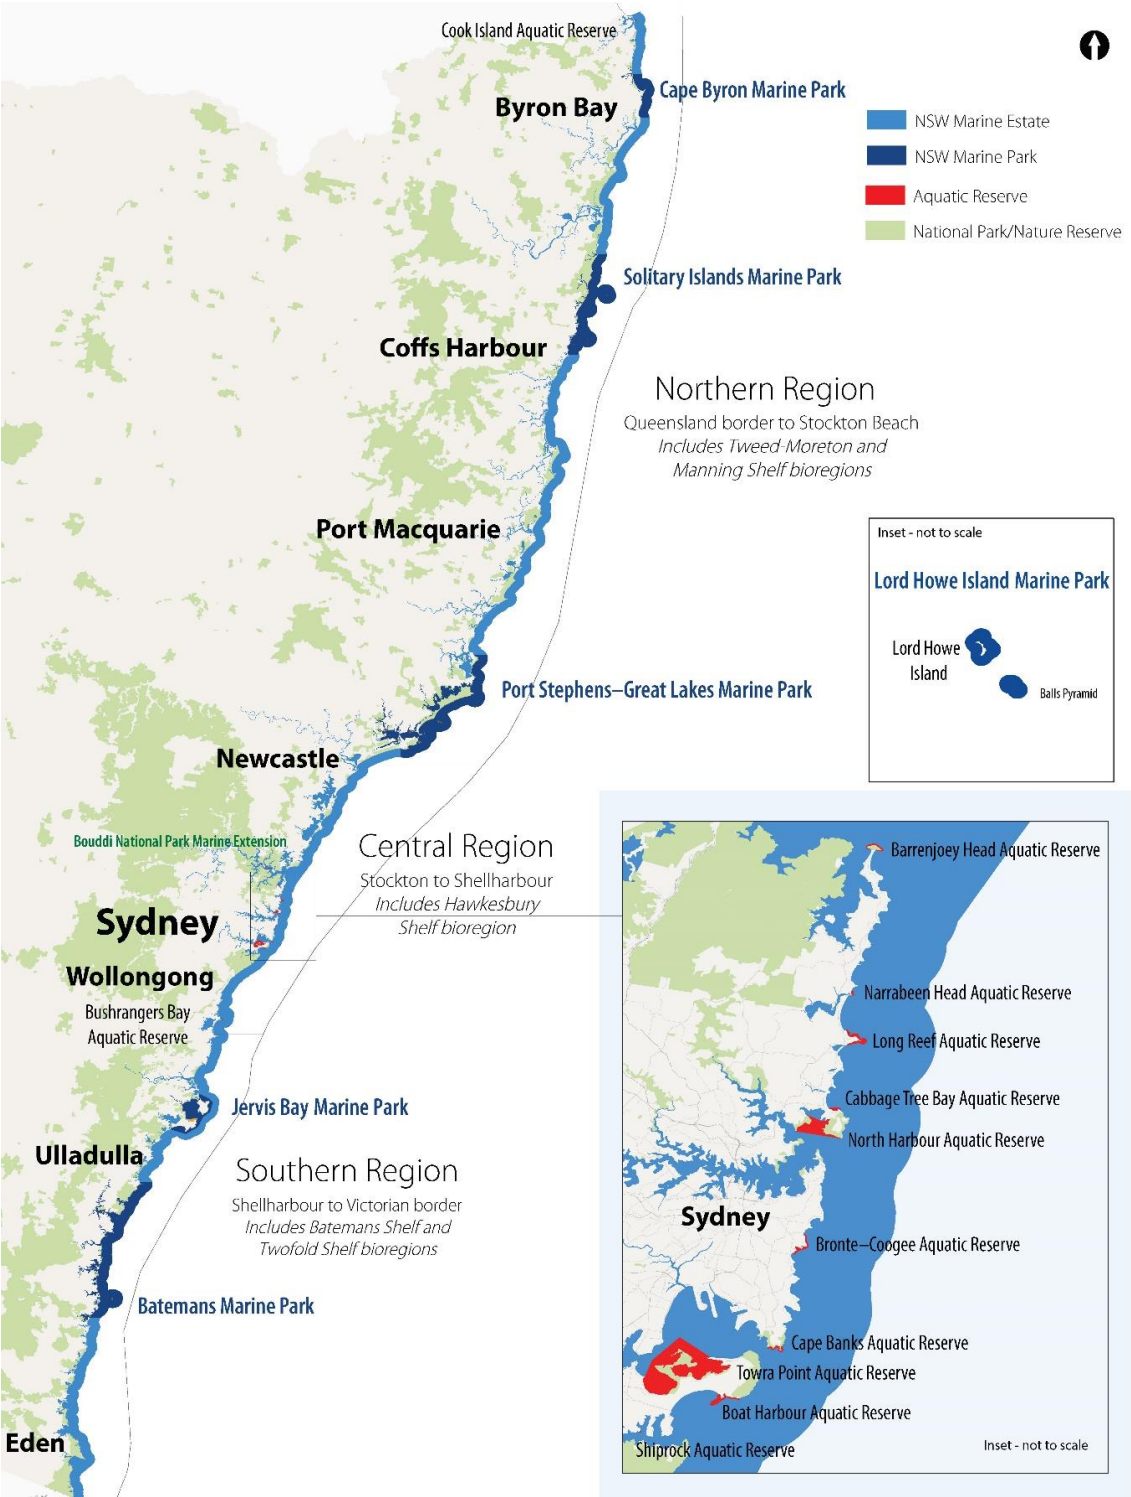 Cook Island Aquatic Reserve
Cape Byron Marine Park
Byron Bay
NSW Marine Estate
NSW Marine Park
Aquatic Reserve
National Park/Nature Reserve
Solitary Islands Marine Park
Coffs Harbour
Northern Region
Queensland border to Stockton Beach
Includes Tweed-Moreton and
Manning Shelf bioregions
Port Macquarie
Inset - not to scale
Lord Howe Island Marine Park
Lord Howe
Island
Balls Pyramid
Port Stephens–Great Lakes Marine Park
Newcastle
Bouddi National Park Marine Extension
Central Region
Stockton to Shellharbour
Includes Hawkesbury
Shelf bioregion
Sydney
Wollongong
Bushrangers Bay
Aquatic Reserve
Jervis Bay Marine Park
Ulladulla
Southern Region
Shellharbour to Victorian border
Includes Batemans Shelf and
Twofold Shelf bioregions
Batemans Marine Park
Eden
Barrenjoey Head Aquatic Reserve
Narrabeen Head Aquatic Reserve
Long Reef Aquatic Reserve
Cabbage Tree Bay Aquatic Reserve
North Harbour Aquatic Reserve
Sydney
Bronte–Coogee Aquatic Reserve
Cape Banks Aquatic Reserve
Towra Point Aquatic Reserve
Boat Harbour Aquatic Reserve
Shiprock Aquatic Reserve
Inset - not to scale